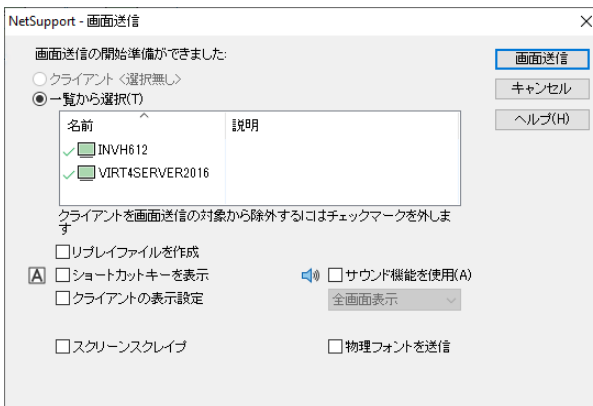 NetSupport - 画面送信
画面送信の開始準備ができました:
画面送信
クライアント <選択無し>
キャンセル
一覧から選択(T)
ヘルプ(H)
名前 説明
INVH612
VIRT4SERVER2016
クライアントを画面送信の対象から除外するにはチェックマークを外しま
す
リプレイファイルを作成
A ショートカットキーを表示 サウンド機能を使用(A)
クライアントの表示設定 全画面表示
スクリーンスクレイプ 物理フォントを送信